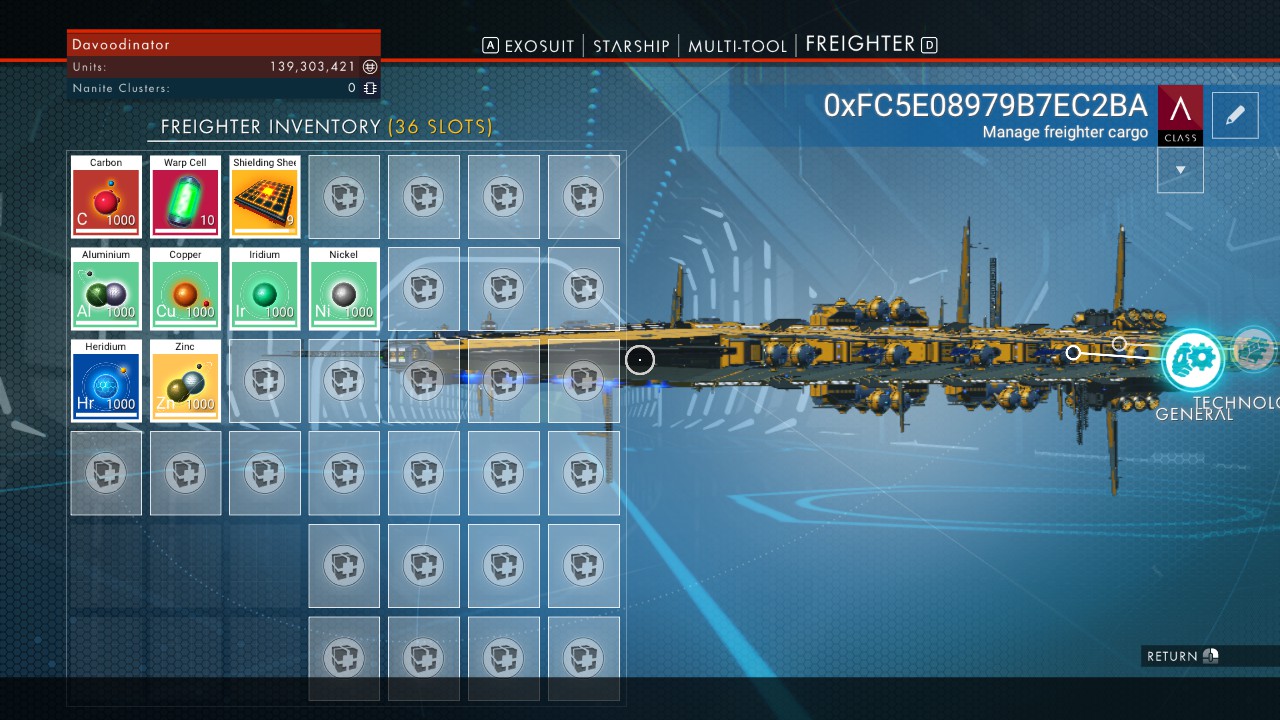 Davoodinator
Units: 139,303,421
Nanite Clusters: 0
A EXOSUIT STARSHIP MULTI-TOOL FREIGHTER D
0xFC5E08979B7EC2BA
Manage freighter cargo
CLASS
FREIGHTER INVENTORY (36 SLOTS)
Carbon Warp Cell Shielding Shee
C 1000 10 9
Aluminium Copper Iridium Nickel
Al 1000 Cu 1000 Ir 1000 Ni 1000
Heridium Zinc
Hr 1000 Zn 1000
TECHNOLO
GENERAL
RETURN